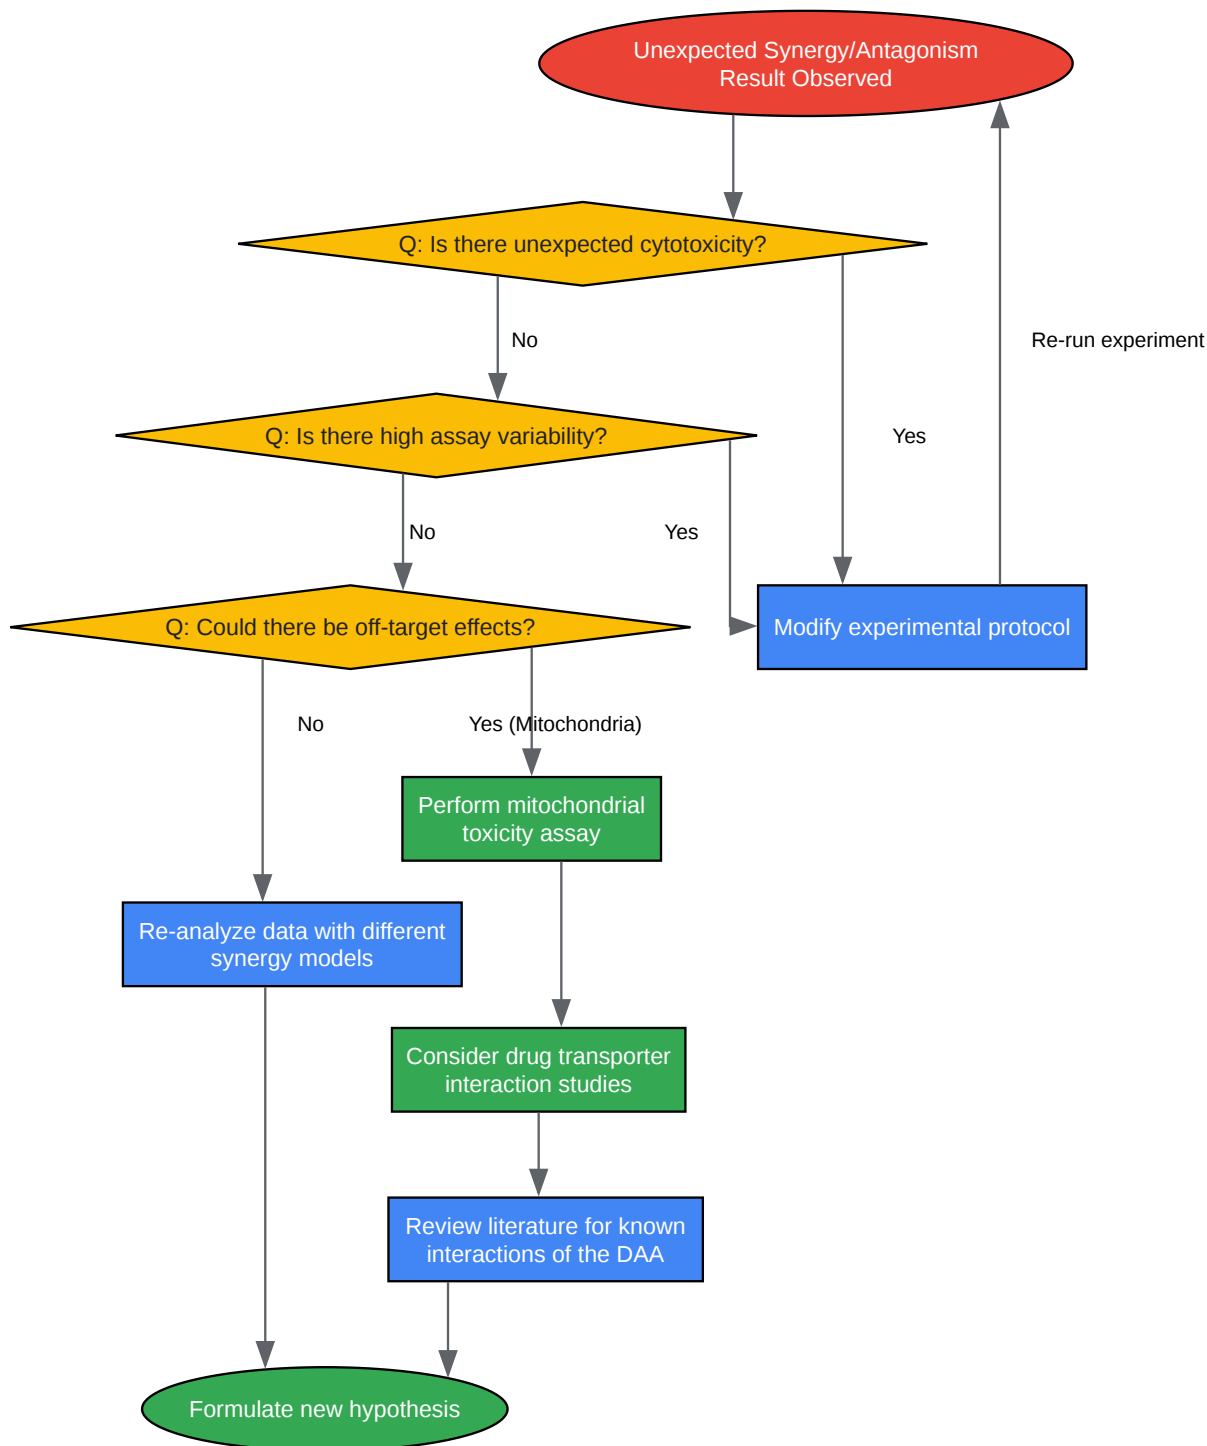 Unexpected Synergy/Antagonism
Result Observed
Q: Is there unexpected cytotoxicity?
No
Re-run experiment
Q: Is there high assay variability?
Yes
No
Yes
Q: Could there be off-target effects?
Modify experimental protocol
No
Yes (Mitochondria)
Perform mitochondrial
toxicity assay
Re-analyze data with different
synergy models
Consider drug transporter
interaction studies
Review literature for known
interactions of the DAA
Formulate new hypothesis